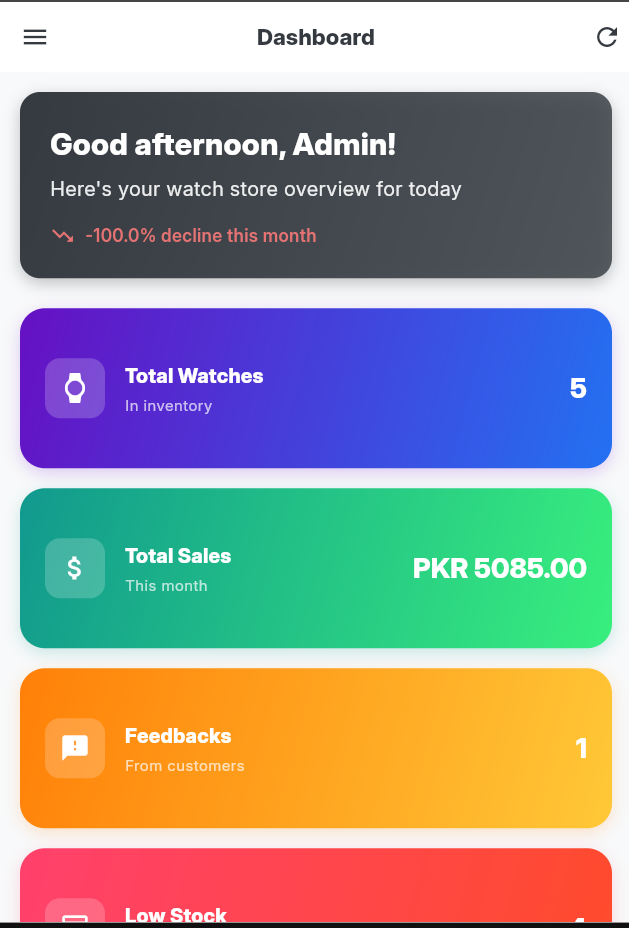 Dashboard
Good afternoon, Admin!
Here's your watch store overview for today
-100.0% decline this month
Total Watches
In inventory
5
$
Total Sales
This month
PKR 5085.00
Feedbacks
From customers
1
Low Stock